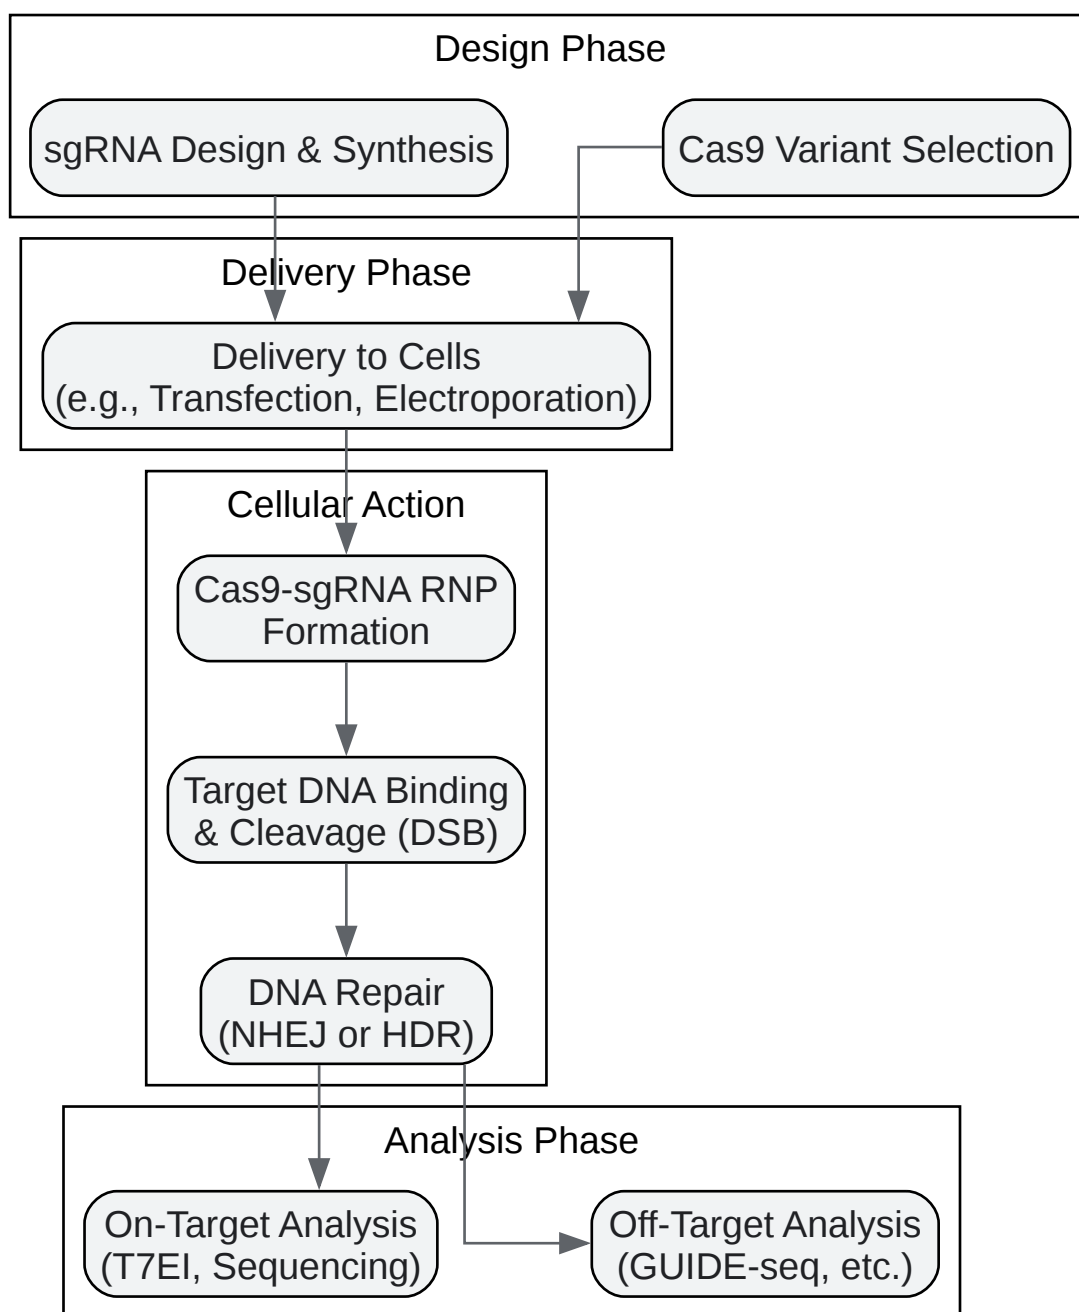 Design Phase
sgRNA Design & Synthesis
Cas9 Variant Selection
Delivery Phase
Delivery to Cells
(e.g., Transfection, Electroporation)
Cellular Action
Cas9-sgRNA RNP
Formation
Target DNA Binding
& Cleavage (DSB)
DNA Repair
(NHEJ or HDR)
Analysis Phase
On-Target Analysis
(T7EI, Sequencing)
Off-Target Analysis
(GUIDE-seq, etc.)